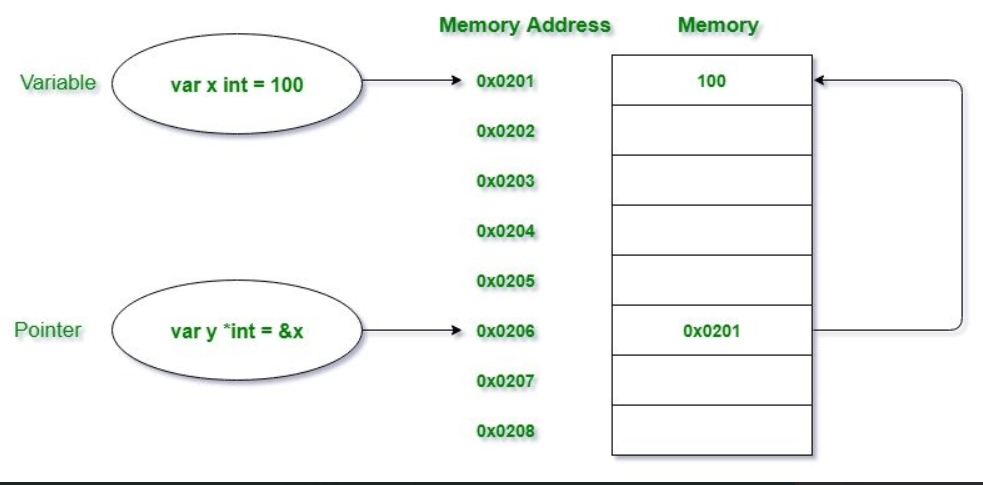 Memory Address Memory
Variable var x int = 100 0x0201 100
0x0202
0x0203
0x0204
0x0205
Pointer var y *int = &x 0x0206 0x0201
0x0207
0x0208